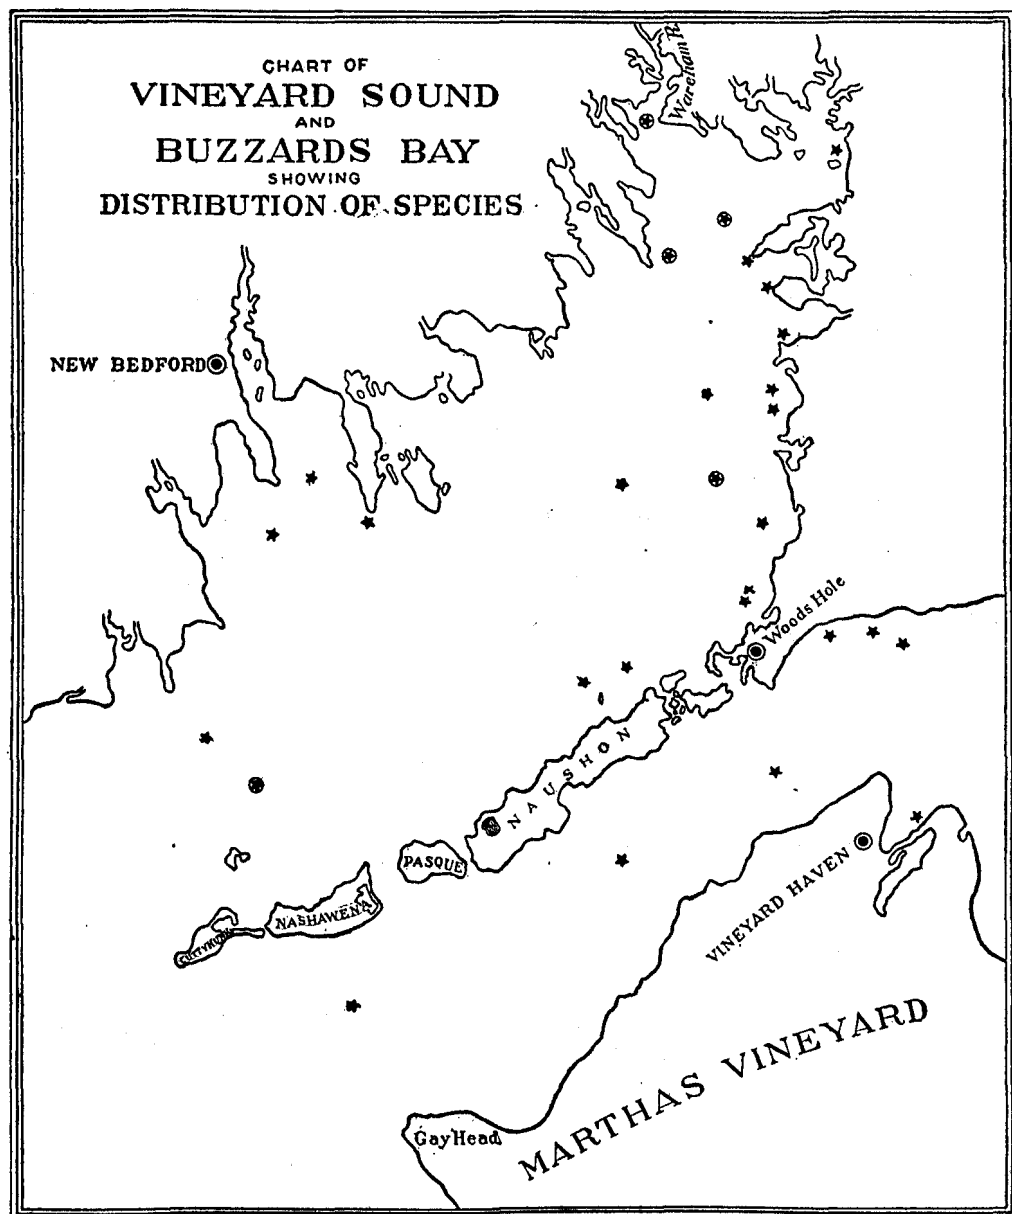 CHART OF
VINEYARD SOUND
AND
BUZZARDS BAY
SHOWING
DISTRIBUTION OF SPECIES
Wareham R.
NEW BEDFORD
Woods Hole
NAUSHON
PASQUE
NASHAWENA
CUTTYHUNK
VINEYARD HAVEN
MARTHAS VINEYARD
Gay Head